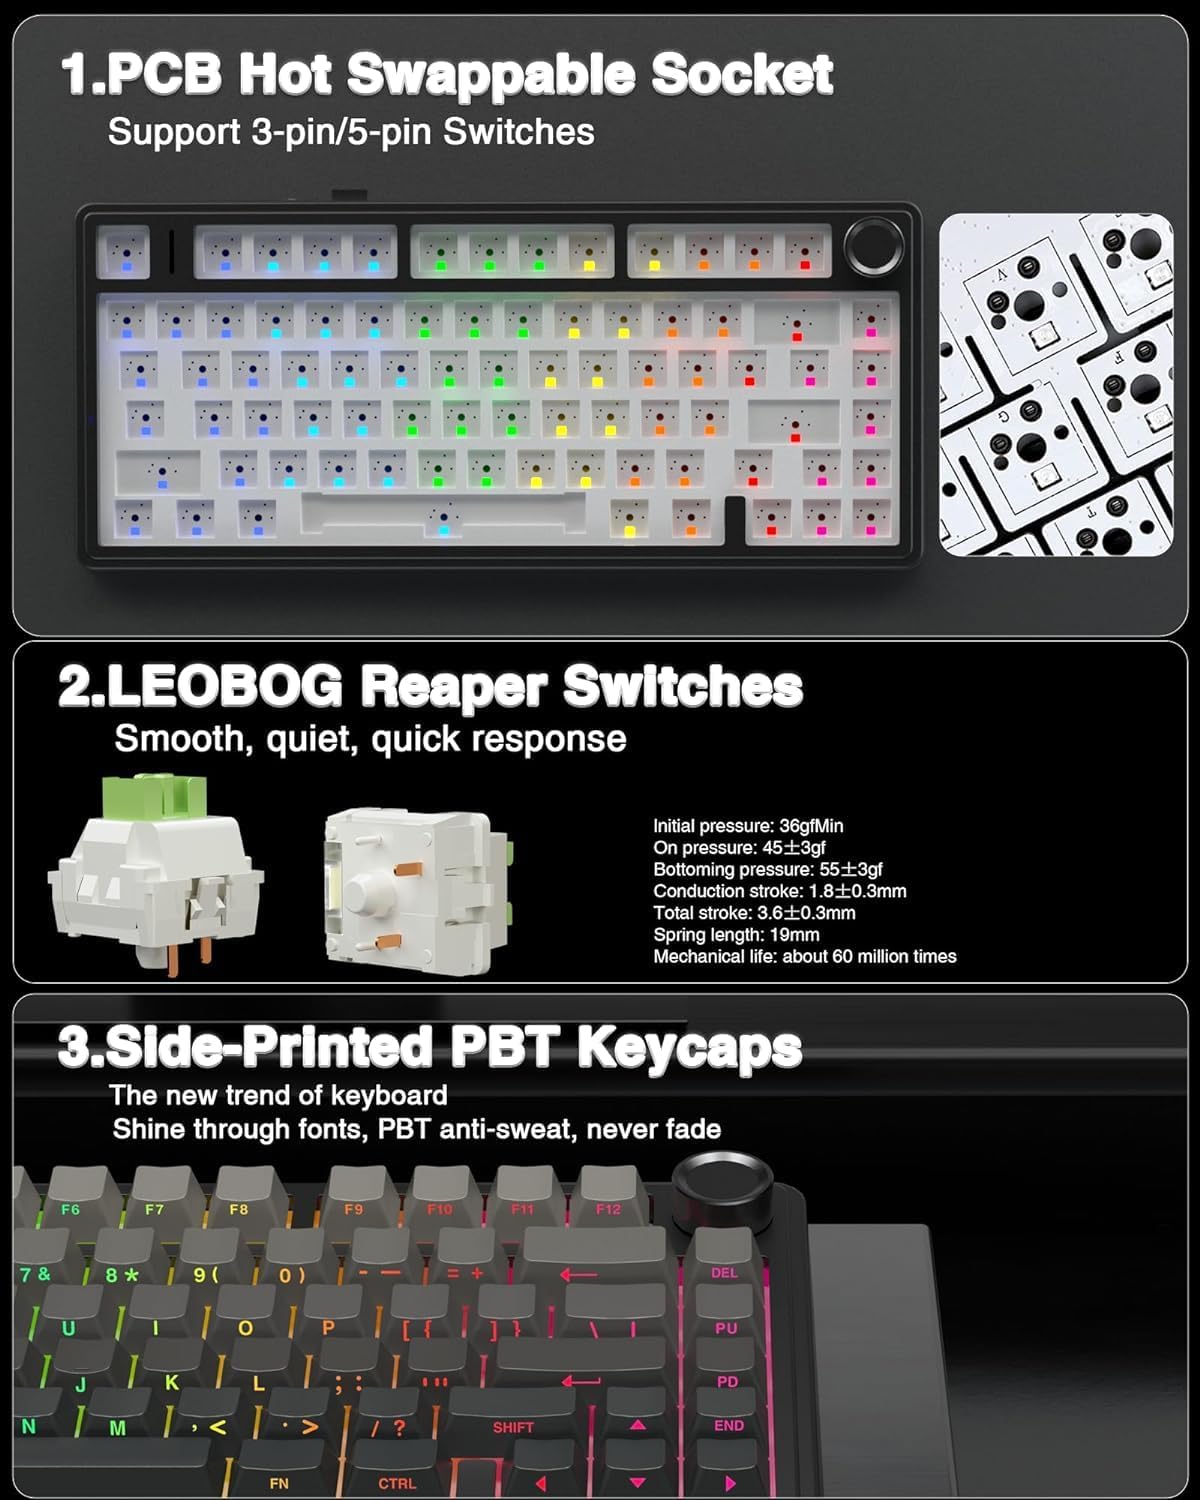 1.PCB Hot Swappable Socket
Support 3-pin/5-pin Switches
A
F
G
T
2.LEOBOG Reaper Switches
Smooth, quiet, quick response
Initial pressure: 36gfMin
On pressure: 45±3gf
Bottoming pressure: 55±3gf
Conduction stroke: 1.8±0.3mm
Total stroke: 3.6±0.3mm
Spring length: 19mm
Mechanical life: about 60 million times
3.Side-Printed PBT Keycaps
The new trend of keyboard
Shine through fonts, PBT anti-sweat, never fade
F6 F7 F8 F9 F10 F11 F12
7 & 8 * 9 ( 0 ) - — = + ← DEL
U I O P [ { ] } \ | PU
J K L ; : ' " ↵ PD
N M , < . > / ? SHIFT ▲ END
FN CTRL ◀ ▼ ▶